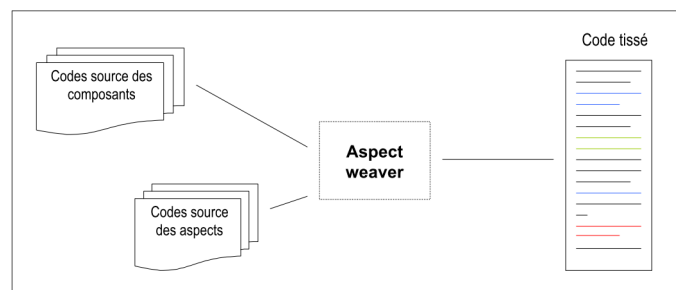 Code tissé
Codes source des
composants
Aspect
weaver
Codes source
des aspects